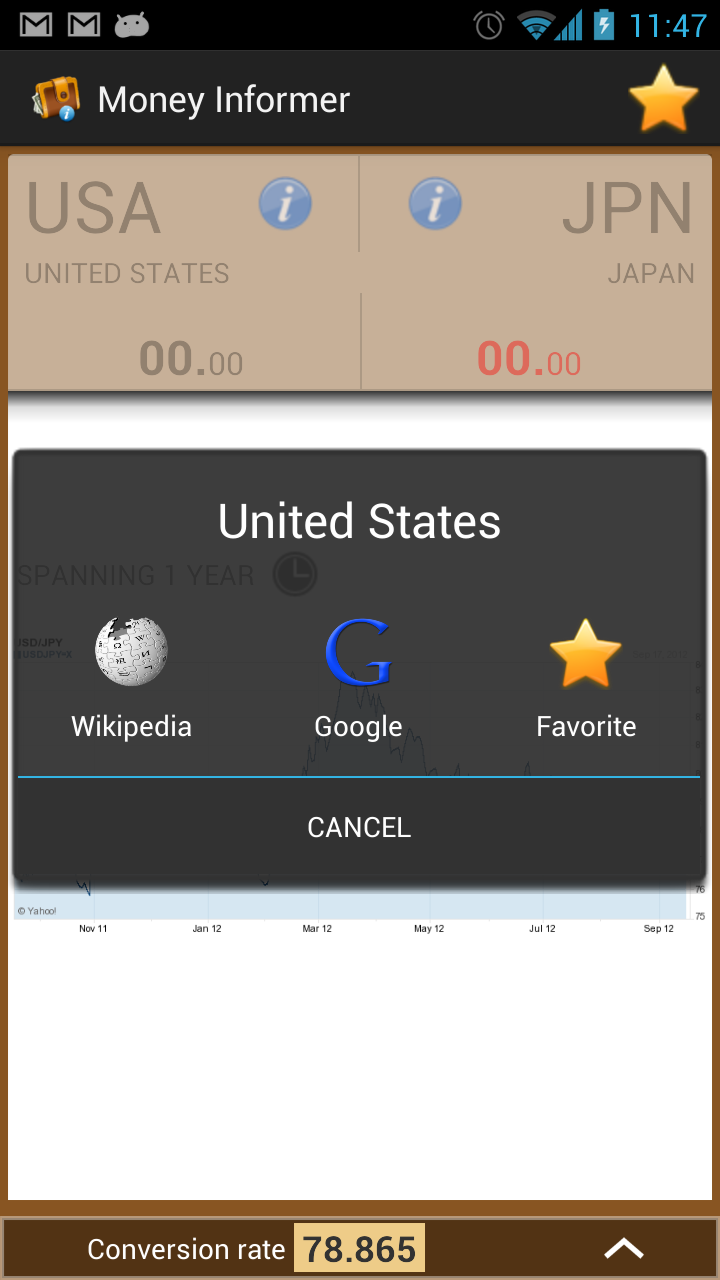 11:47
Money Informer
USA JPN
UNITED STATES JAPAN
00.00 00.00
United States
SPANNING 1 YEAR
USD/JPY
Wikipedia Google Favorite
CANCEL
76
© Yahoo!
75
Nov 11 Jan 12 Mar 12 May 12 Jul 12 Sep 12
Conversion rate 78.865